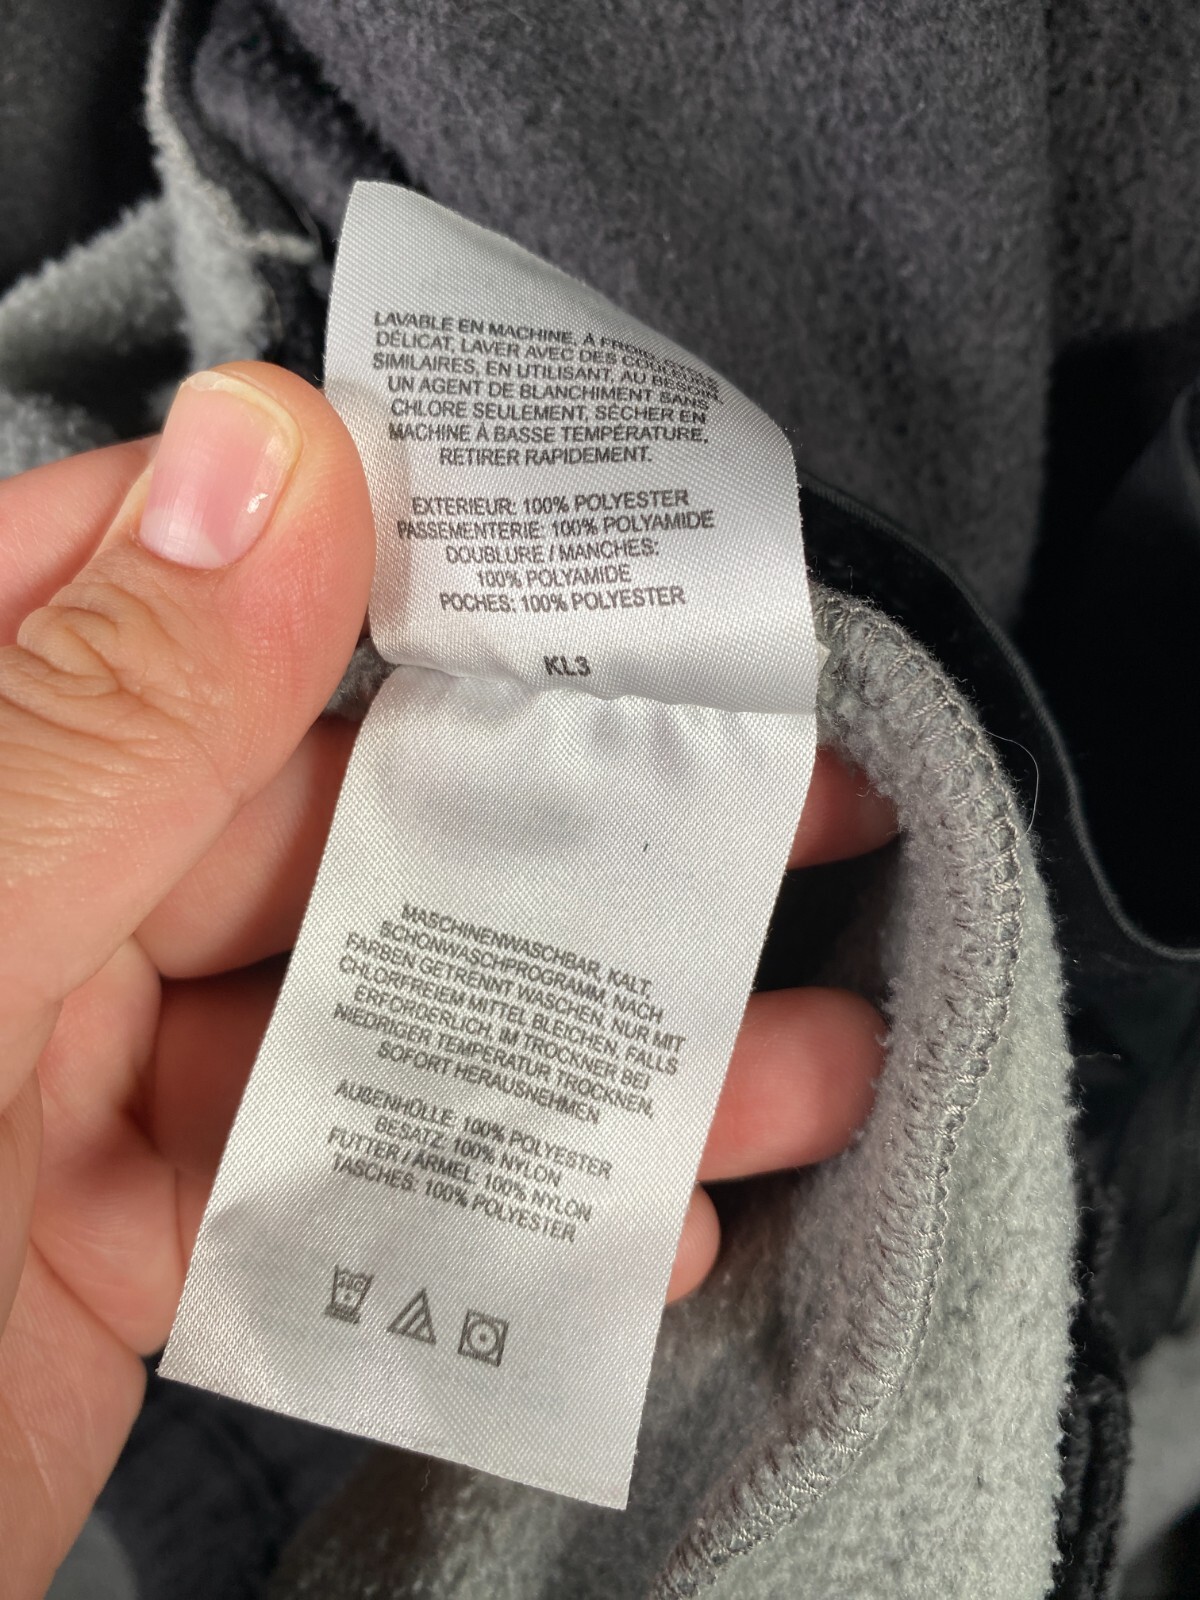 LAVABLE EN MACHINE, À FROID,
DÉLICAT, LAVER AVEC DES COULEURS
SIMILAIRES, EN UTILISANT, AU BESOIN,
UN AGENT DE BLANCHIMENT SANS
CHLORE SEULEMENT, SÉCHER EN
MACHINE À BASSE TEMPÉRATURE,
RETIRER RAPIDEMENT.
EXTERIEUR: 100% POLYESTER
PASSEMENTERIE: 100% POLYAMIDE
DOUBLURE / MANCHES:
100% POLYAMIDE
POCHES: 100% POLYESTER
KL3
MASCHINENWASCHBAR, KALT,
SCHONWASCHPROGRAMM, NACH
FARBEN GETRENNT WASCHEN, NUR MIT
CHLORFREIEM MITTEL BLEICHEN, FALLS
ERFORDERLICH, IM TROCKNER BEI
NIEDRIGER TEMPERATUR TROCKNEN,
SOFORT HERAUSNEHMEN
AUßENHÜLLE: 100% POLYESTER
BESATZ: 100% NYLON
FUTTER / ÄRMEL: 100% NYLON
TASCHES: 100% POLYESTER